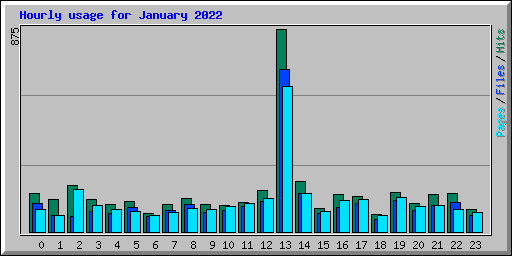 Hourly usage for January 2022
875
Pages/Files/Hits
0 1 2 3 4 5 6 7 8 9 10 11 12 13 14 15 16 17 18 19 20 21 22 23